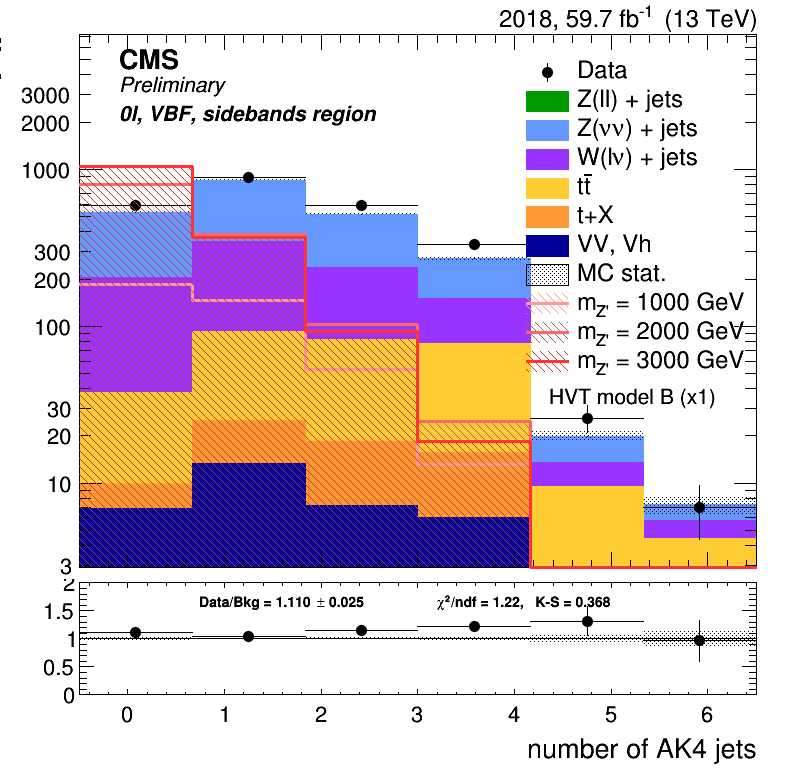 2018, 59.7 fb⁻¹ (13 TeV)
CMS
Preliminary
0l, VBF, sidebands region
Data
Z(ll) + jets
Z(νν) + jets
W(lν) + jets
tt̄
t+X
VV, Vh
MC stat.
m_Z' = 1000 GeV
m_Z' = 2000 GeV
m_Z' = 3000 GeV
HVT model B (x1)
3000
2000
1000
300
200
100
30
20
10
3
Data/Bkg = 1.110 ± 0.025 χ²/ndf = 1.22, K-S = 0.368
2
1.5
1
0.5
0
0 1 2 3 4 5 6
number of AK4 jets